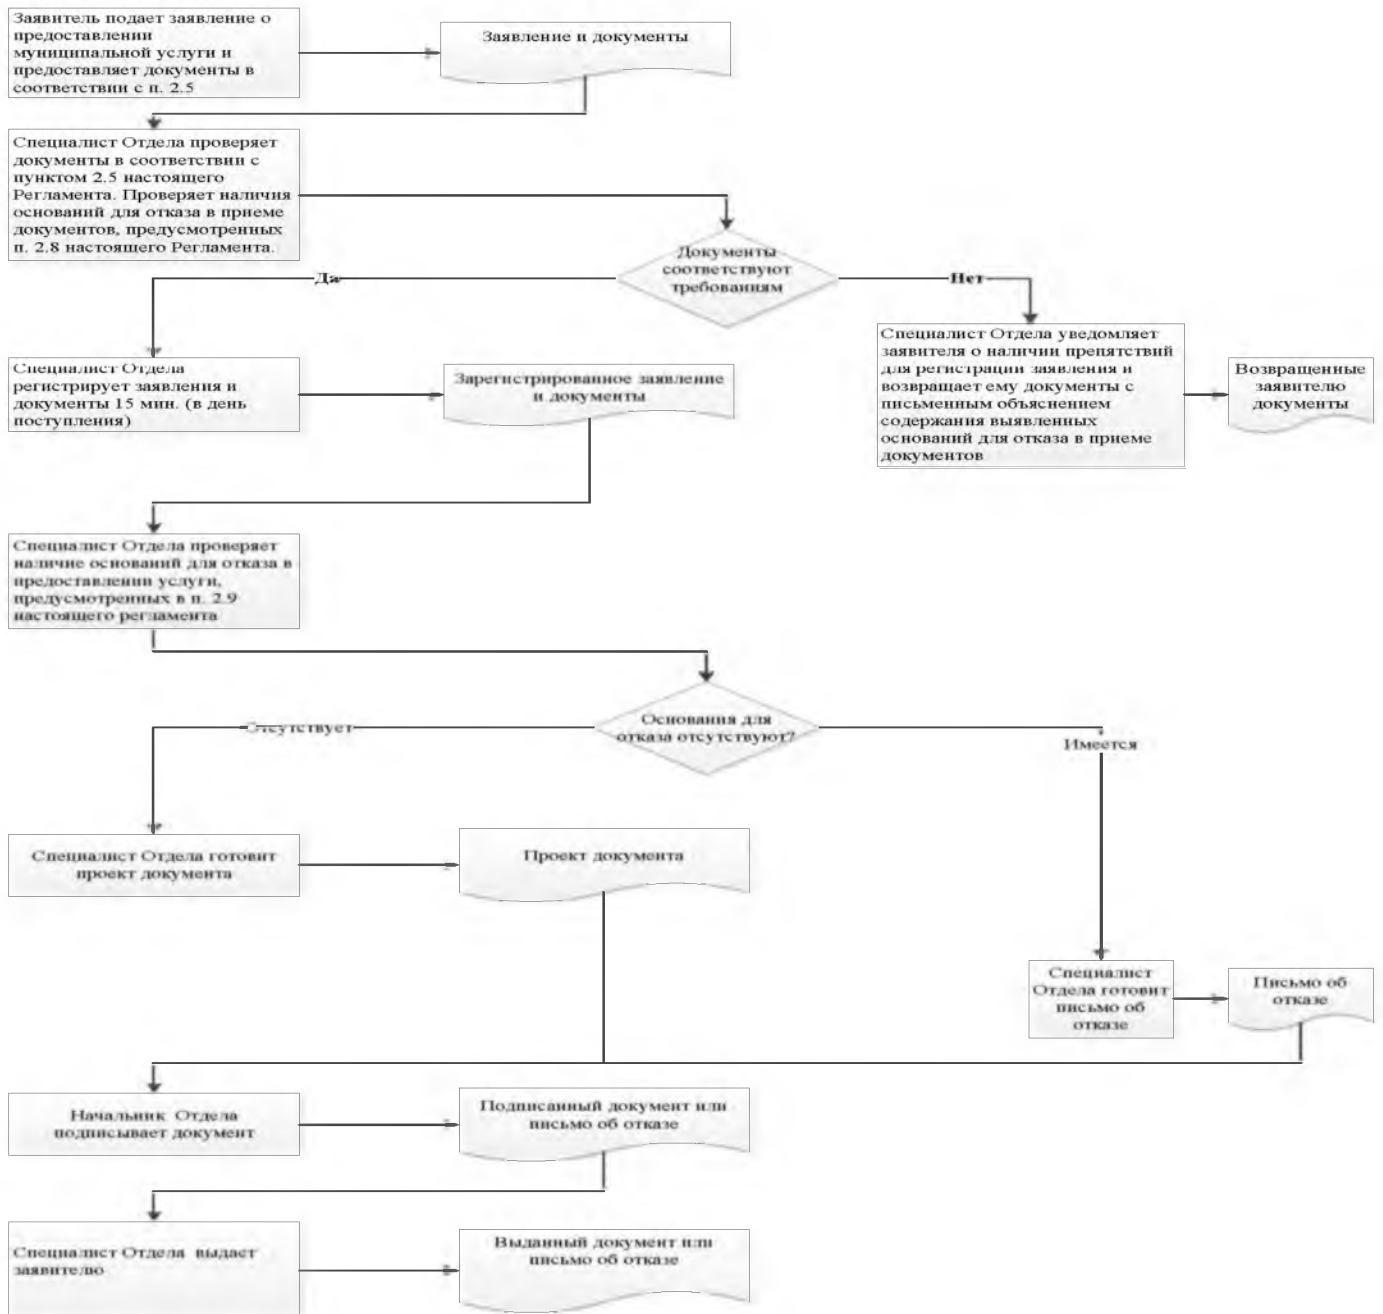 Заявитель подает заявление о
предоставлении
муниципальной услуги и
предоставляет документы в
соответствии с п. 2.5
Заявление и документы
Специалист Отдела проверяет
документы в соответствии с
пунктом 2.5 настоящего
Регламента. Проверяет наличия
оснований для отказа в приеме
документов, предусмотренных
п. 2.8 настоящего Регламента.
Документы
соответствуют
требованиям
Да
Нет
Специалист Отдела уведомляет
заявителя о наличии препятствий
для регистрации заявления и
возвращает ему документы с
письменным объяснением
содержания выявленных
оснований для отказа в приеме
документов
Возвращенные
заявителю
документы
Специалист Отдела
регистрирует заявления и
документы 15 мин. (в день
поступления)
Зарегистрированное заявление
и документы
Специалист Отдела проверяет
наличие оснований для отказа в
предоставлении услуги,
предусмотренных в п. 2.9
настоящего регламента
Основания для
отказа отсутствуют?
Отсутствует
Имеется
Специалист Отдела готовит
проект документа
Проект документа
Специалист
Отдела готовит
письмо об
отказе
Письмо об
отказе
Начальник Отдела
подписывает документ
Подписанный документ или
письмо об отказе
Специалист Отдела выдает
заявителю
Выданный документ или
письмо об отказе